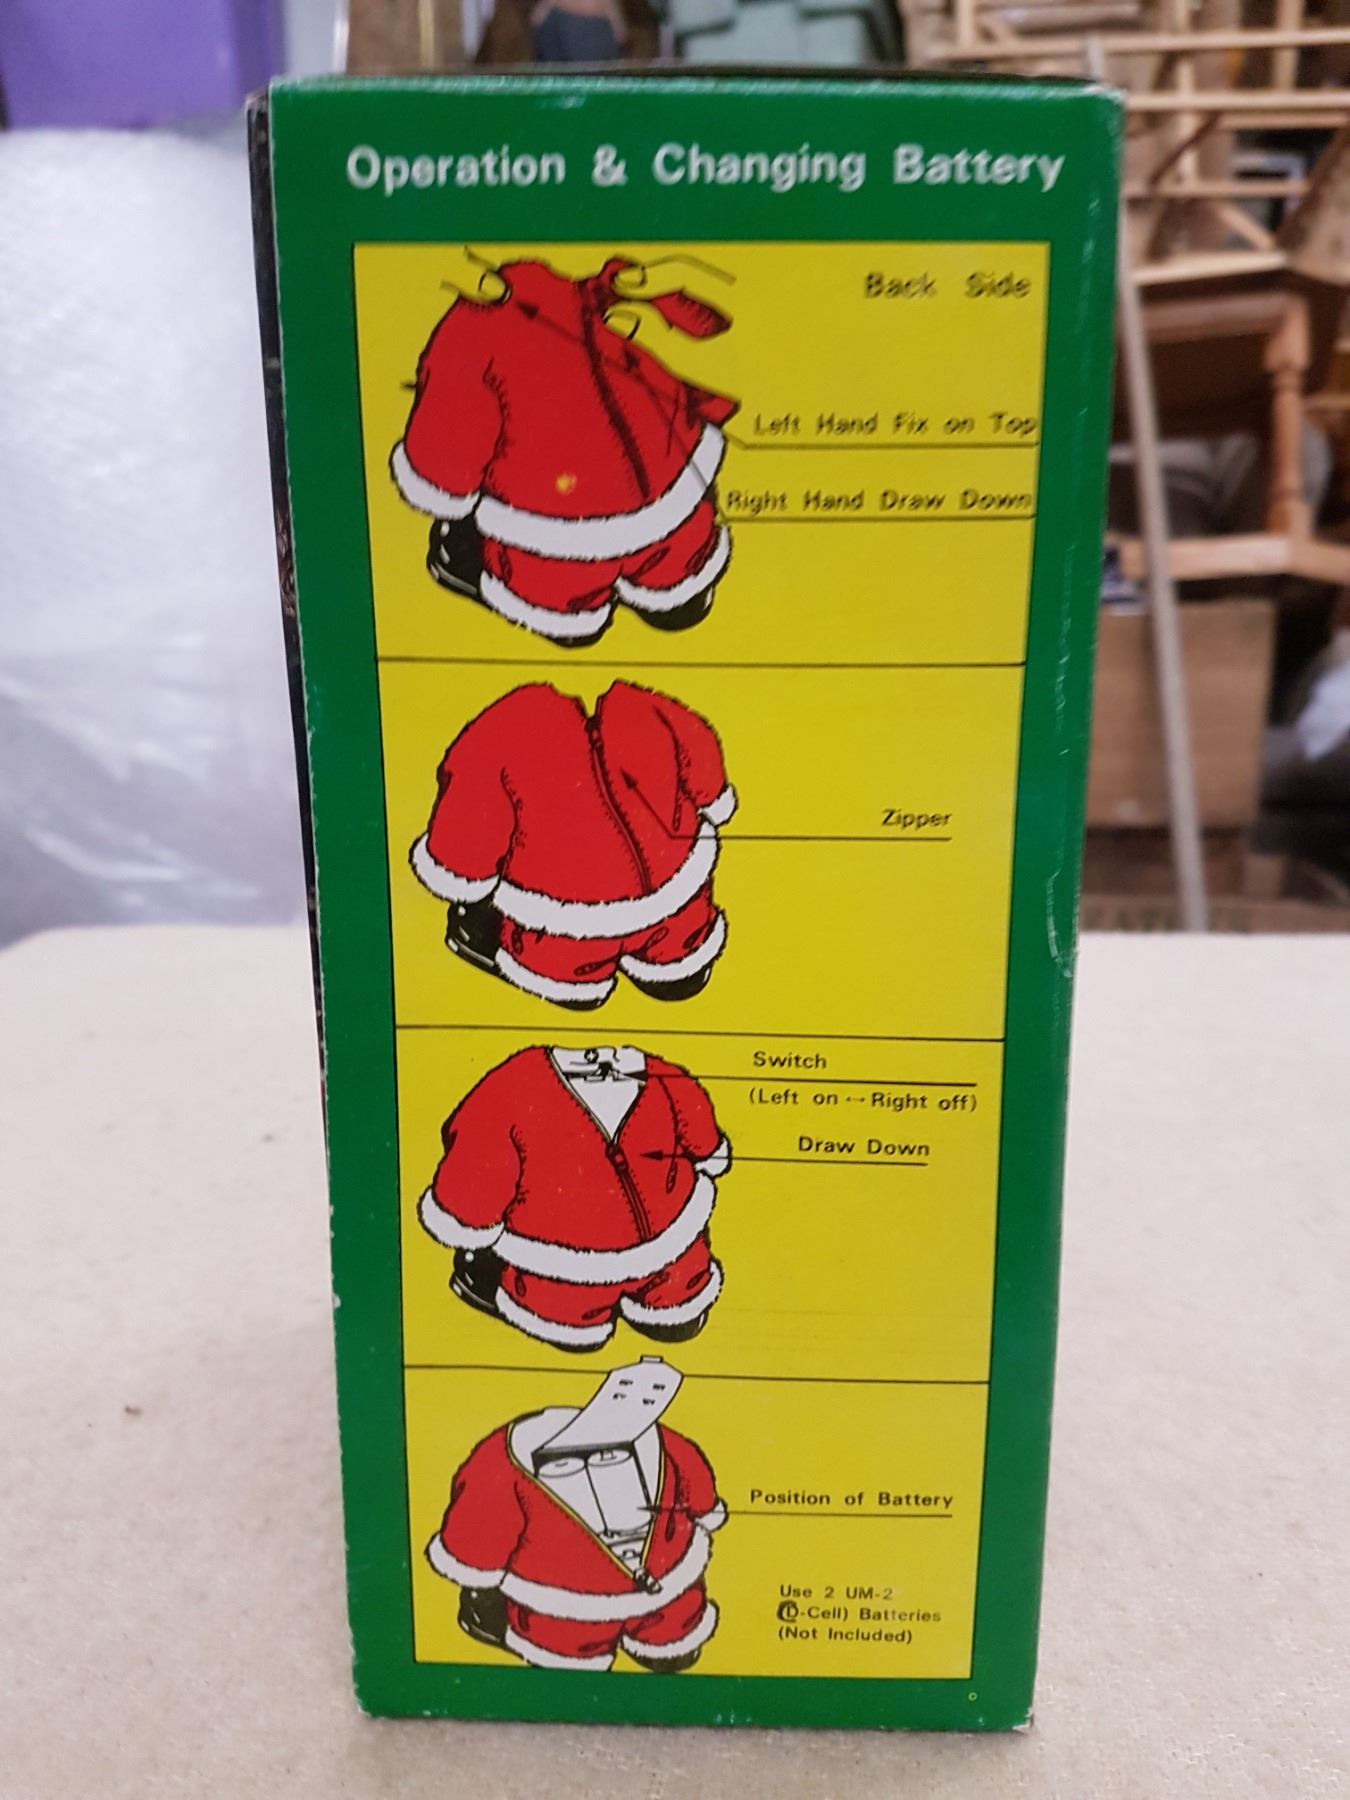 Operation & Changing Battery
Back Side
Left Hand Fix on Top
Right Hand Draw Down
Zipper
Switch
(Left on ↔ Right off)
Draw Down
Position of Battery
Use 2 UM-2
(D-Cell) Batteries
(Not Included)